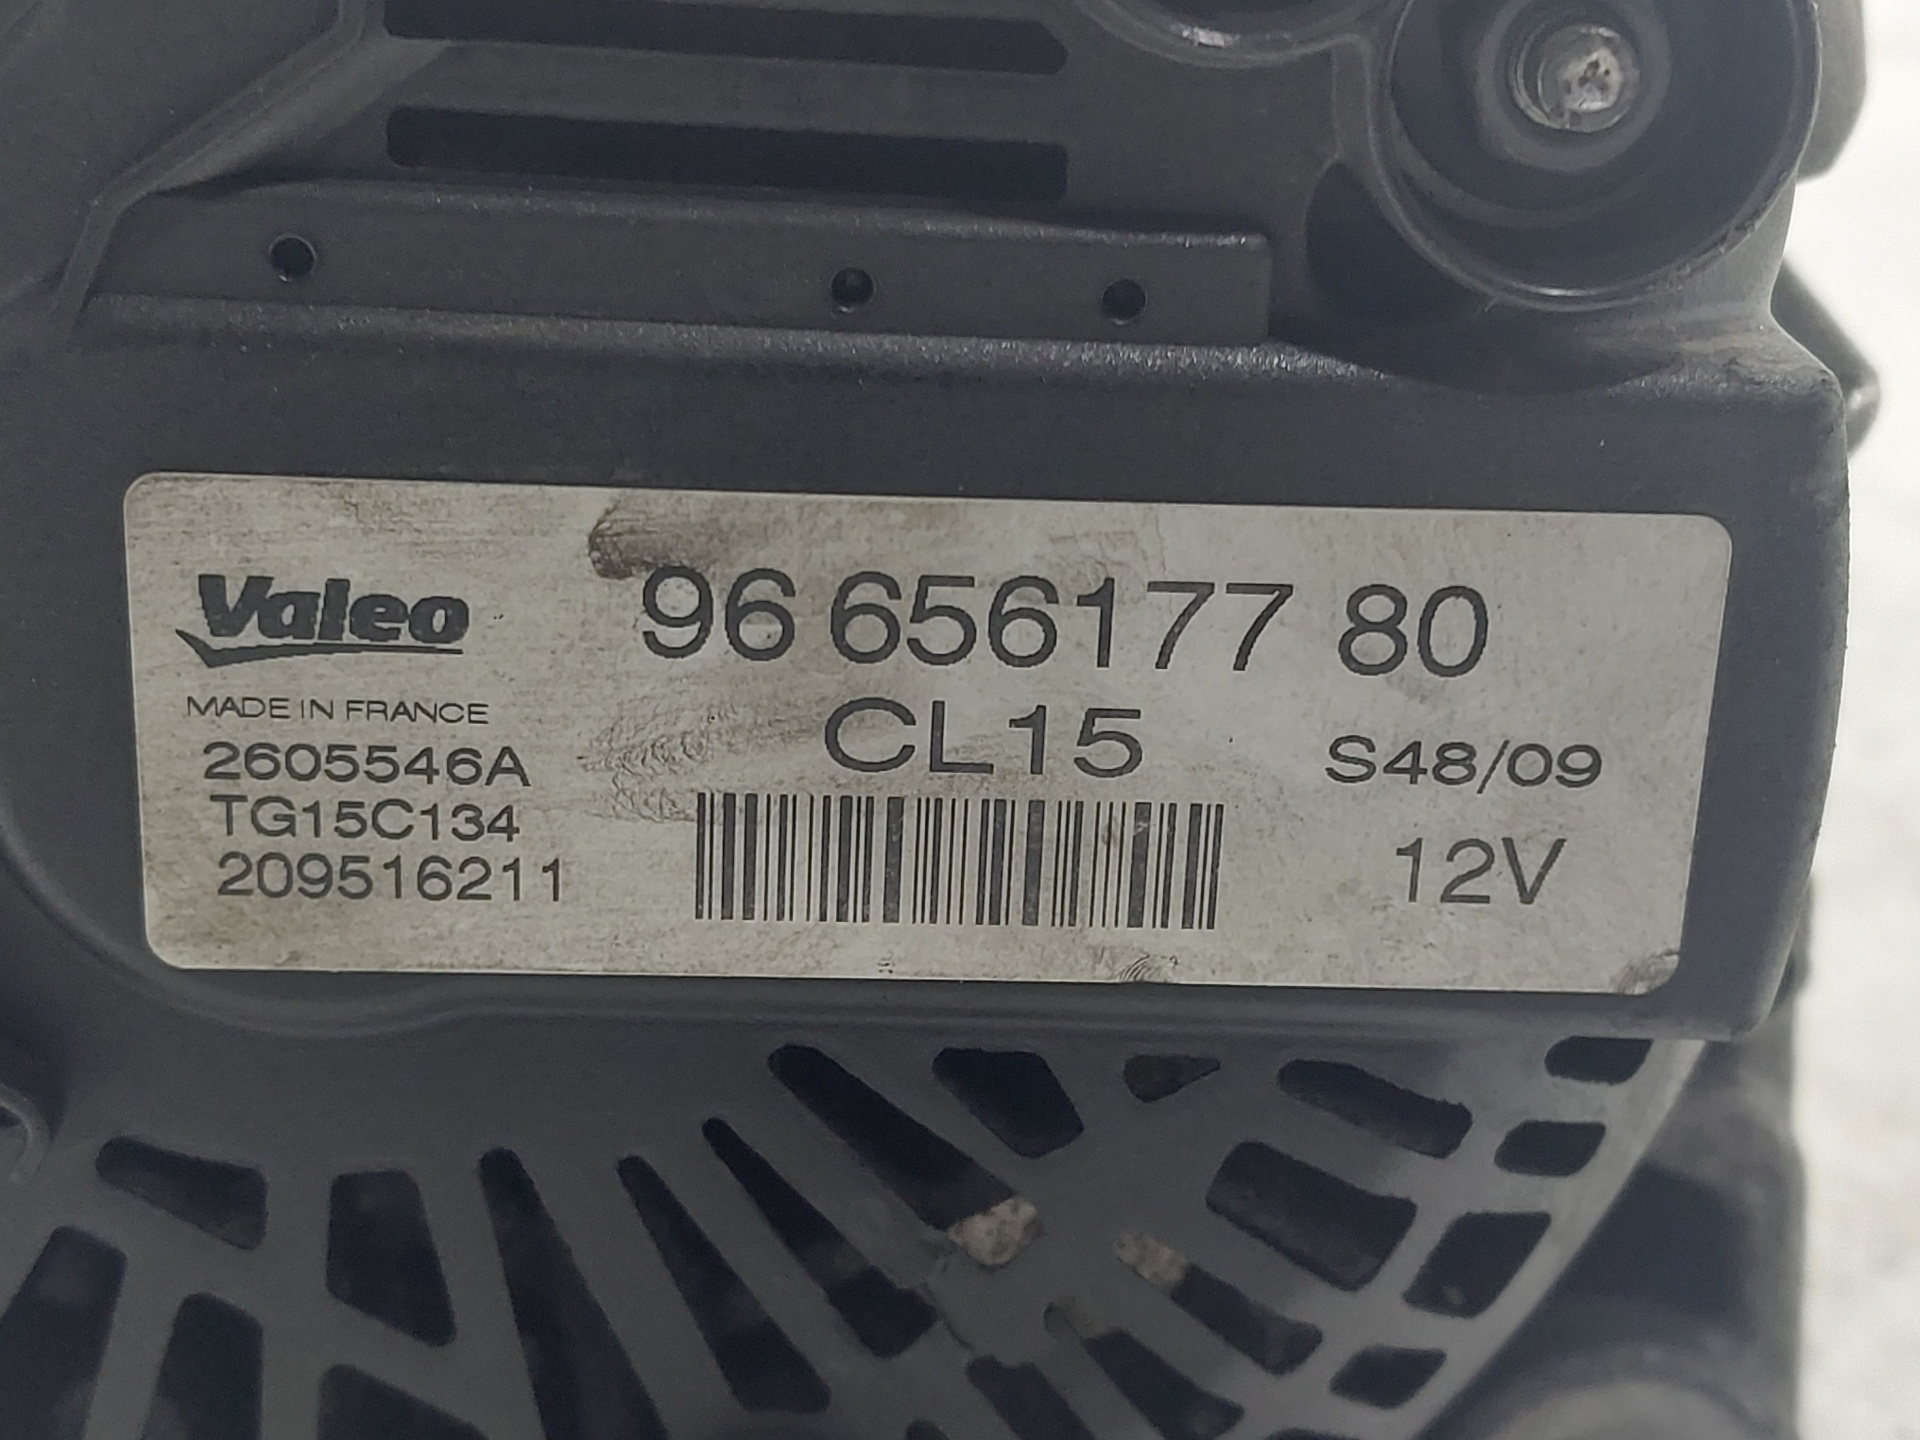 Valeo
96 656177 80
MADE IN FRANCE
CL15
2605546A
S48/09
TG15C134
12V
209516211